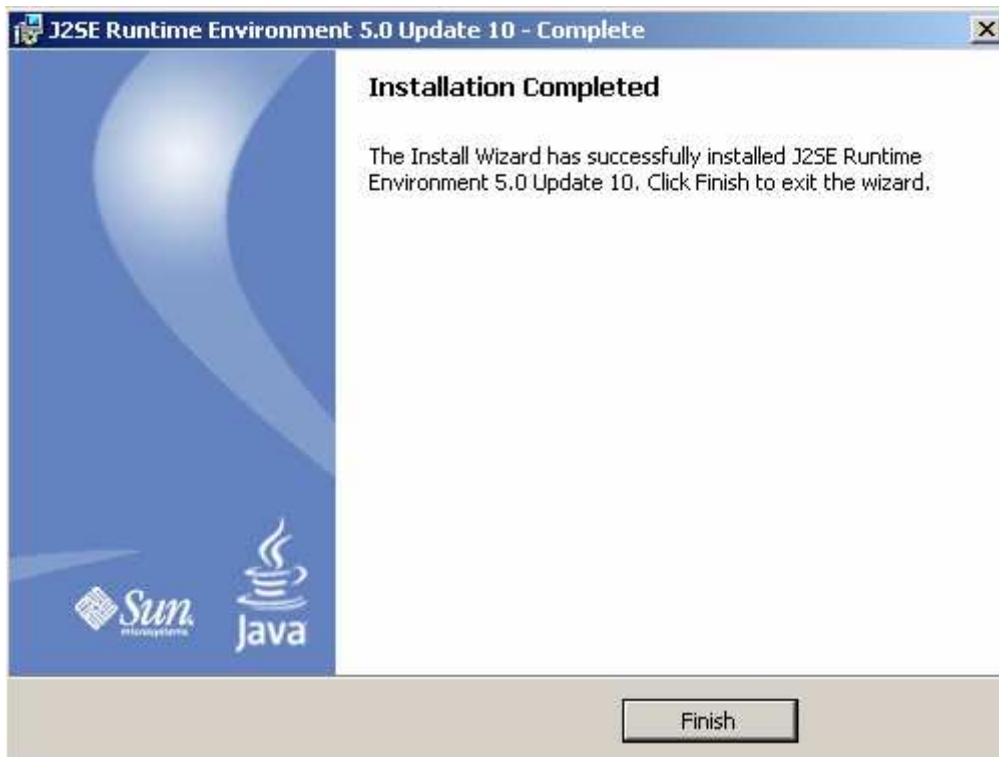 J2SE Runtime Environment 5.0 Update 10 - Complete
Installation Completed
The Install Wizard has successfully installed J2SE Runtime
Environment 5.0 Update 10. Click Finish to exit the wizard.
Sun
microsystems
Java
Finish